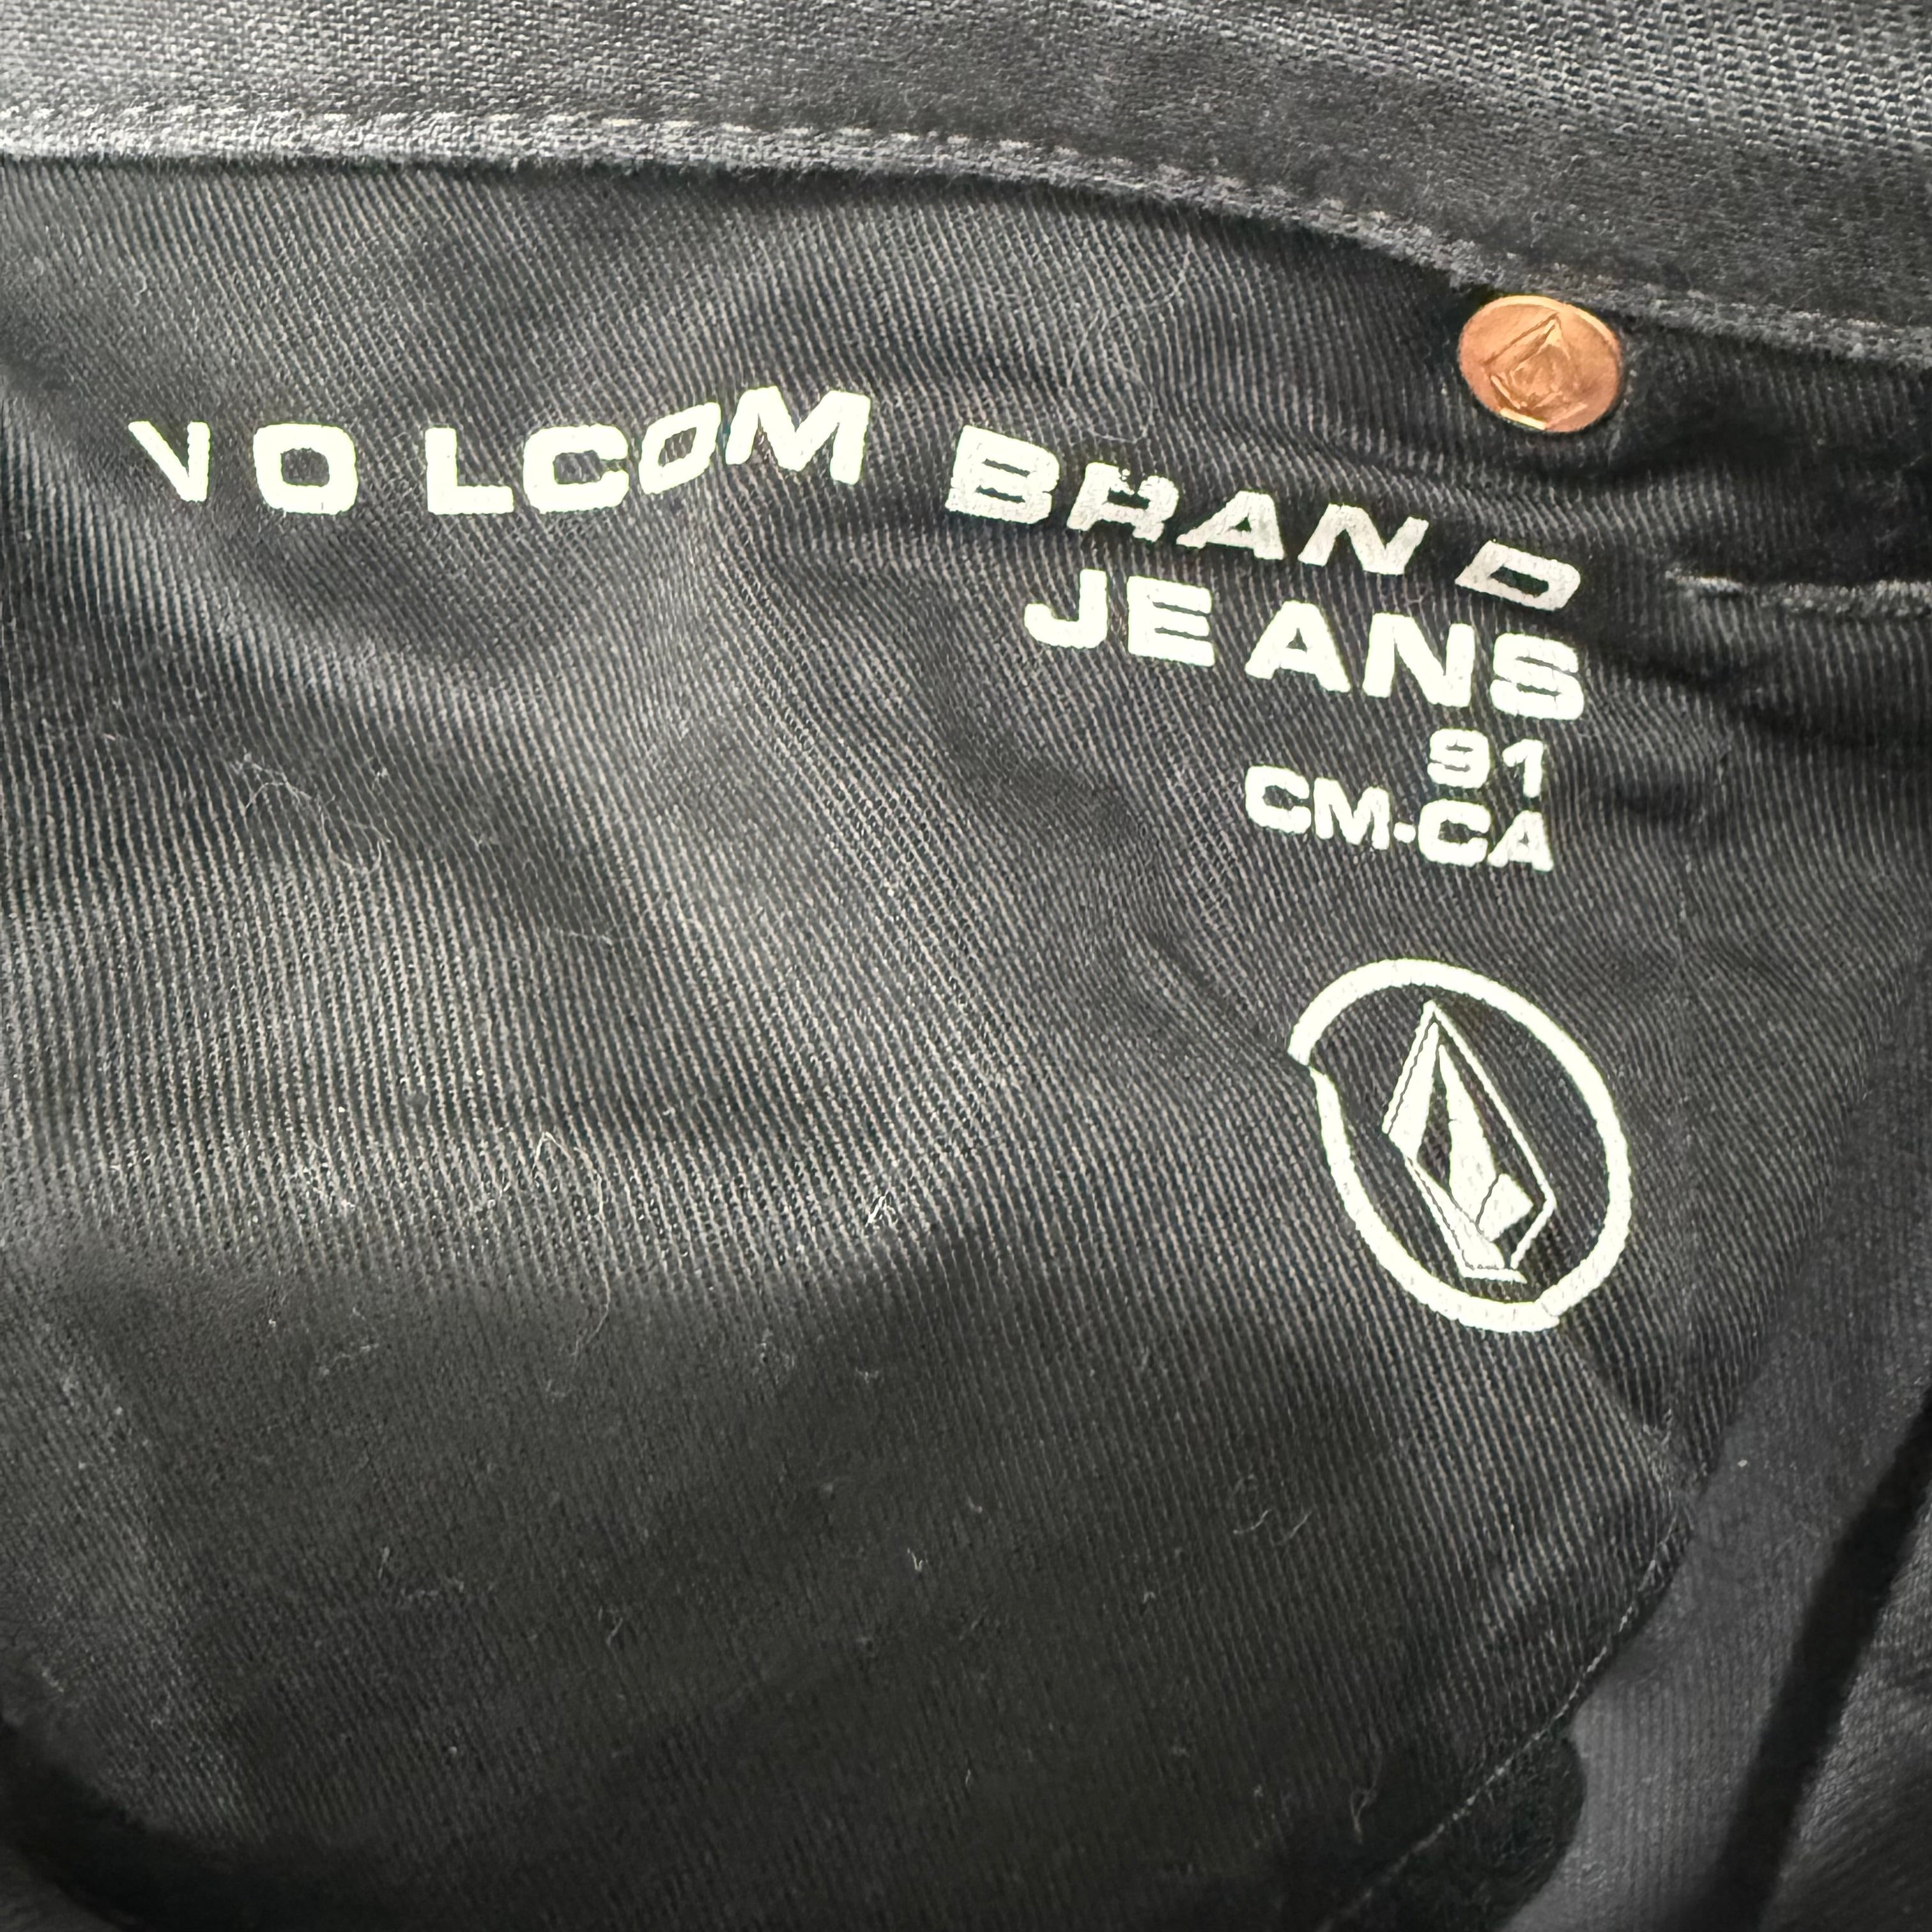 VOLCOM BRAND
JEANS
91
CM-CA